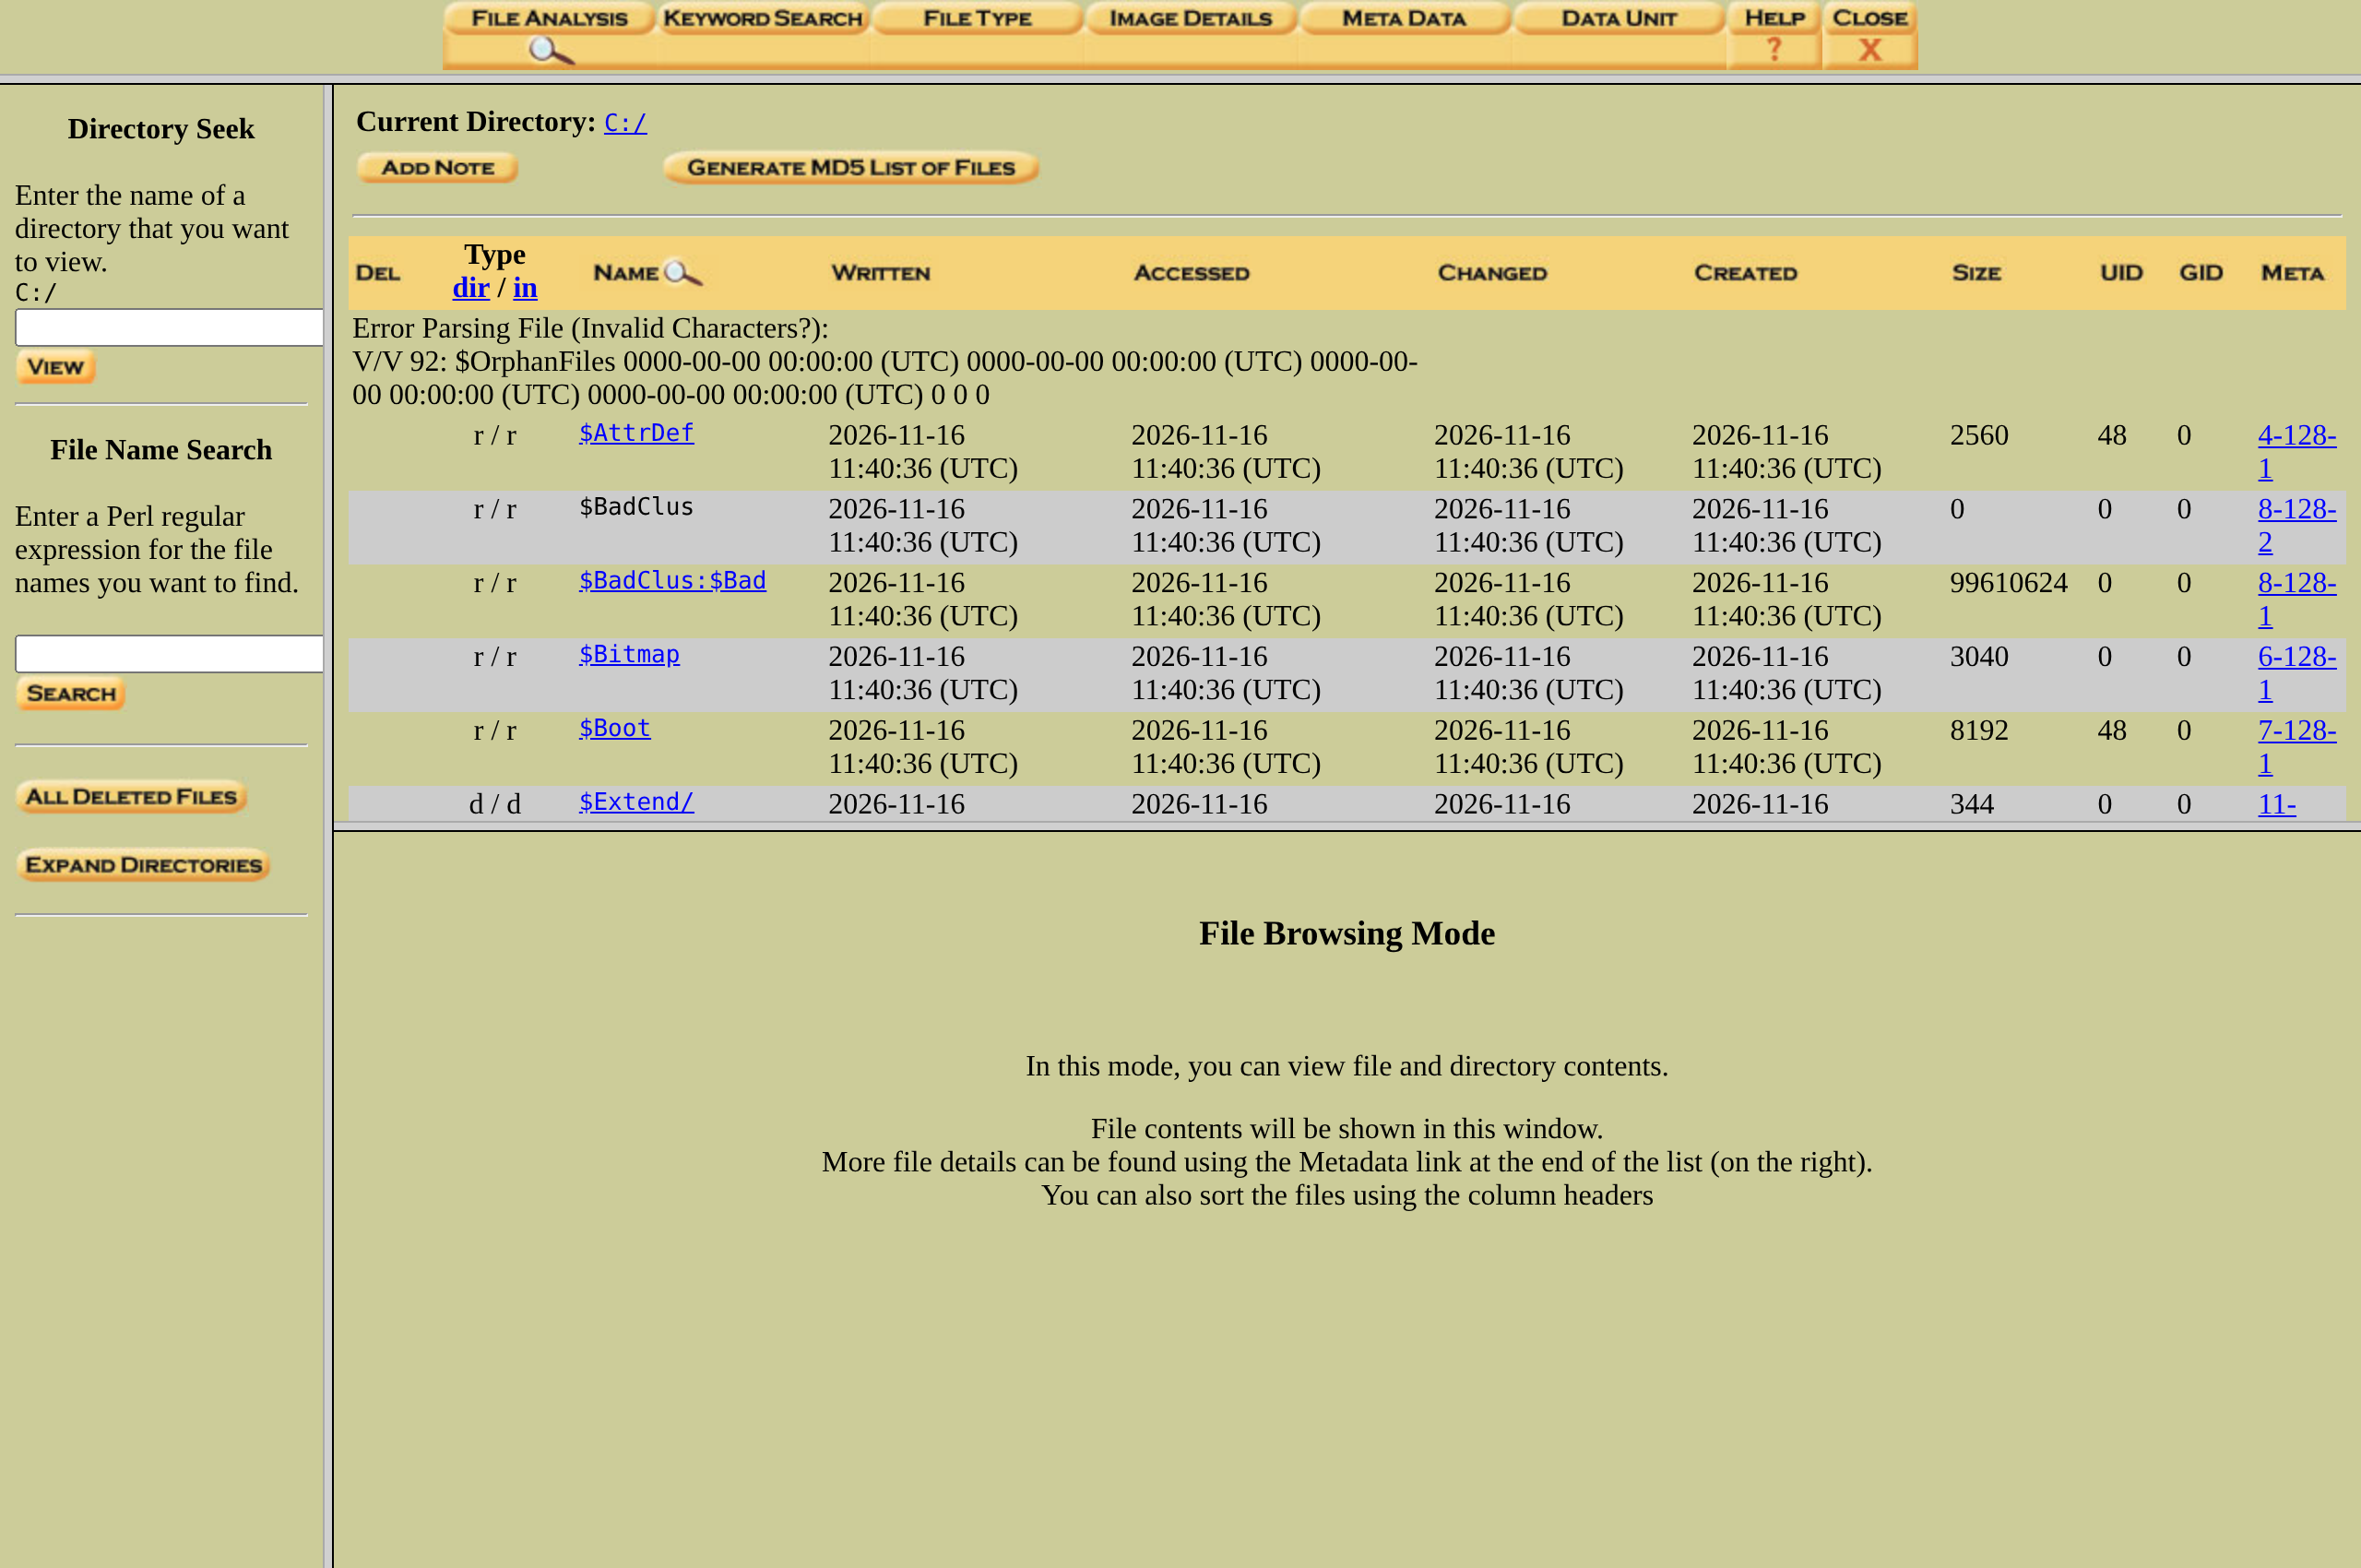 FILE ANALYSIS KEYWORD SEARCH FILE TYPE IMAGE DETAILS META DATA DATA UNIT HELP CLOSE
? X
Directory Seek
Enter the name of a
directory that you want
to view.
C:/
VIEW
File Name Search
Enter a Perl regular
expression for the file
names you want to find.
SEARCH
ALL DELETED FILES
EXPAND DIRECTORIES
Current Directory: C:/
ADD NOTE GENERATE MD5 LIST OF FILES
DEL Type dir / in NAME WRITTEN ACCESSED CHANGED CREATED SIZE UID GID META
Error Parsing File (Invalid Characters?):
V/V 92: $OrphanFiles 0000-00-00 00:00:00 (UTC) 0000-00-00 00:00:00 (UTC) 0000-00-
00 00:00:00 (UTC) 0000-00-00 00:00:00 (UTC) 0 0 0
r / r $AttrDef 2026-11-16 2026-11-16 2026-11-16 2026-11-16 2560 48 0 4-128-
11:40:36 (UTC) 11:40:36 (UTC) 11:40:36 (UTC) 11:40:36 (UTC) 1
r / r $BadClus 2026-11-16 2026-11-16 2026-11-16 2026-11-16 0 0 0 8-128-
11:40:36 (UTC) 11:40:36 (UTC) 11:40:36 (UTC) 11:40:36 (UTC) 2
r / r $BadClus:$Bad 2026-11-16 2026-11-16 2026-11-16 2026-11-16 99610624 0 0 8-128-
11:40:36 (UTC) 11:40:36 (UTC) 11:40:36 (UTC) 11:40:36 (UTC) 1
r / r $Bitmap 2026-11-16 2026-11-16 2026-11-16 2026-11-16 3040 0 0 6-128-
11:40:36 (UTC) 11:40:36 (UTC) 11:40:36 (UTC) 11:40:36 (UTC) 1
r / r $Boot 2026-11-16 2026-11-16 2026-11-16 2026-11-16 8192 48 0 7-128-
11:40:36 (UTC) 11:40:36 (UTC) 11:40:36 (UTC) 11:40:36 (UTC) 1
d / d $Extend/ 2026-11-16 2026-11-16 2026-11-16 2026-11-16 344 0 0 11-
File Browsing Mode
In this mode, you can view file and directory contents.
File contents will be shown in this window.
More file details can be found using the Metadata link at the end of the list (on the right).
You can also sort the files using the column headers